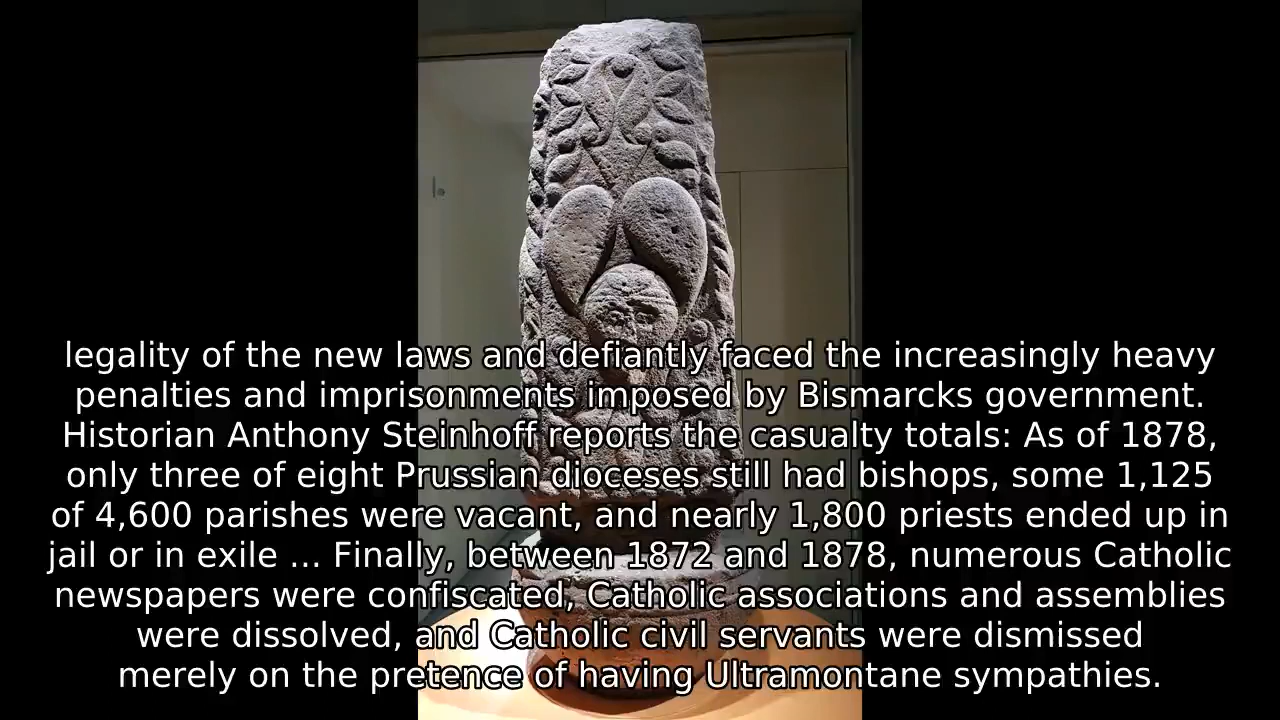 legality of the new laws and defiantly faced the increasingly heavy
penalties and imprisonments imposed by Bismarcks government.
Historian Anthony Steinhoff reports the casualty totals: As of 1878,
only three of eight Prussian dioceses still had bishops, some 1,125
of 4,600 parishes were vacant, and nearly 1,800 priests ended up in
jail or in exile ... Finally, between 1872 and 1878, numerous Catholic
newspapers were confiscated, Catholic associations and assemblies
were dissolved, and Catholic civil servants were dismissed
merely on the pretence of having Ultramontane sympathies.